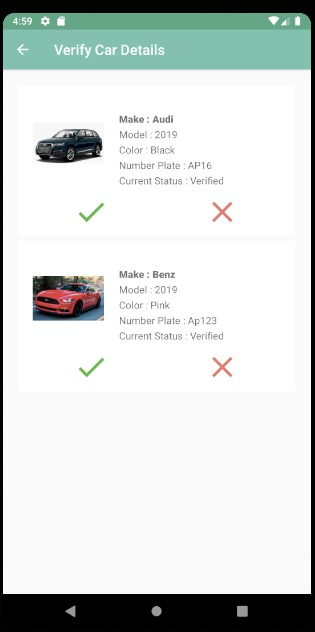 4:59
Verify Car Details
Make : Audi
Model : 2019
Color : Black
Number Plate : AP16
Current Status : Verified
Make : Benz
Model : 2019
Color : Pink
Number Plate : Ap123
Current Status : Verified